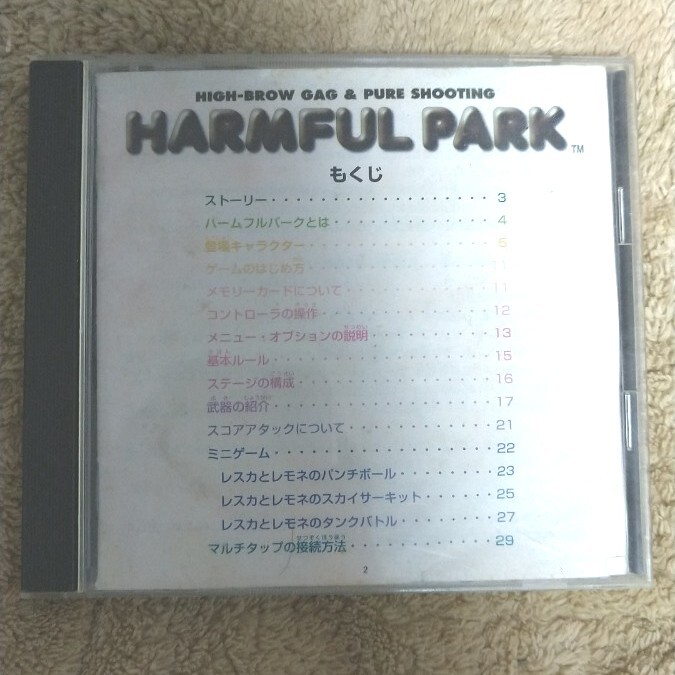 HIGH-BROW GAG & PURE SHOOTING
HARMFUL PARK™
もくじ
ストーリー・・・・・・・・・・・・・・・・・・・ 3
ハームフルパークとは・・・・・・・・・・・・・ 4
登場キャラクター・・・・・・・・・・・・・・・ 5
ゲームのはじめ方・・・・・・・・・・・・・・・ 11
メモリーカードについて・・・・・・・・・・・・ 11
コントローラの操作・・・・・・・・・・・・・・ 12
メニュー・オプションの説明・・・・・・・・・・ 13
基本ルール・・・・・・・・・・・・・・・・・・ 15
ステージの構成・・・・・・・・・・・・・・・・ 16
武器の紹介・・・・・・・・・・・・・・・・・・ 17
スコアアタックについて・・・・・・・・・・・・ 21
ミニゲーム・・・・・・・・・・・・・・・・・・ 22
レスカとレモネのパンチボール・・・・・・・・ 23
レスカとレモネのスカイサーキット・・・・・・ 25
レスカとレモネのタンクバトル・・・・・・・・ 27
マルチタップの接続方法・・・・・・・・・・・・ 29
2